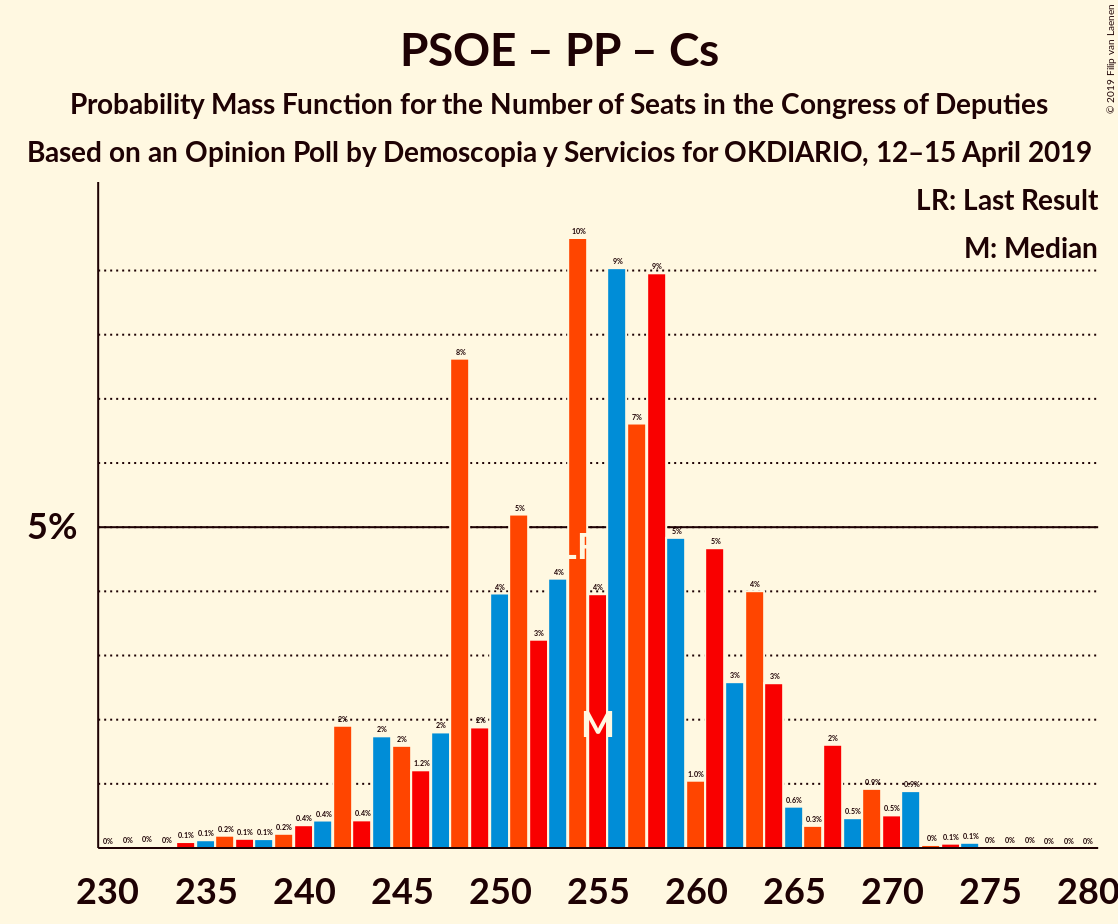 PSOE – PP – Cs
Probability Mass Function for the Number of Seats in the Congress of Deputies
Based on an Opinion Poll by Demoscopia y Servicios for OKDIARIO, 12–15 April 2019
© 2019 Filip van Laenen
LR: Last Result
M: Median
5%
0% 0% 0% 0% 0.1% 0.1% 0.2% 0.1% 0.1% 0.2% 0.4% 0.4% 2% 0.4% 2% 2% 1.2% 2% 8% 2% 4% 5% 3% 4% 10% 4% 9% 7% 9% 5% 1.0% 5% 3% 4% 3% 0.6% 0.3% 2% 0.5% 0.9% 0.5% 0.9% 0% 0.1% 0.1% 0% 0% 0% 0% 0% 0%
LR
M
230 235 240 245 250 255 260 265 270 275 280